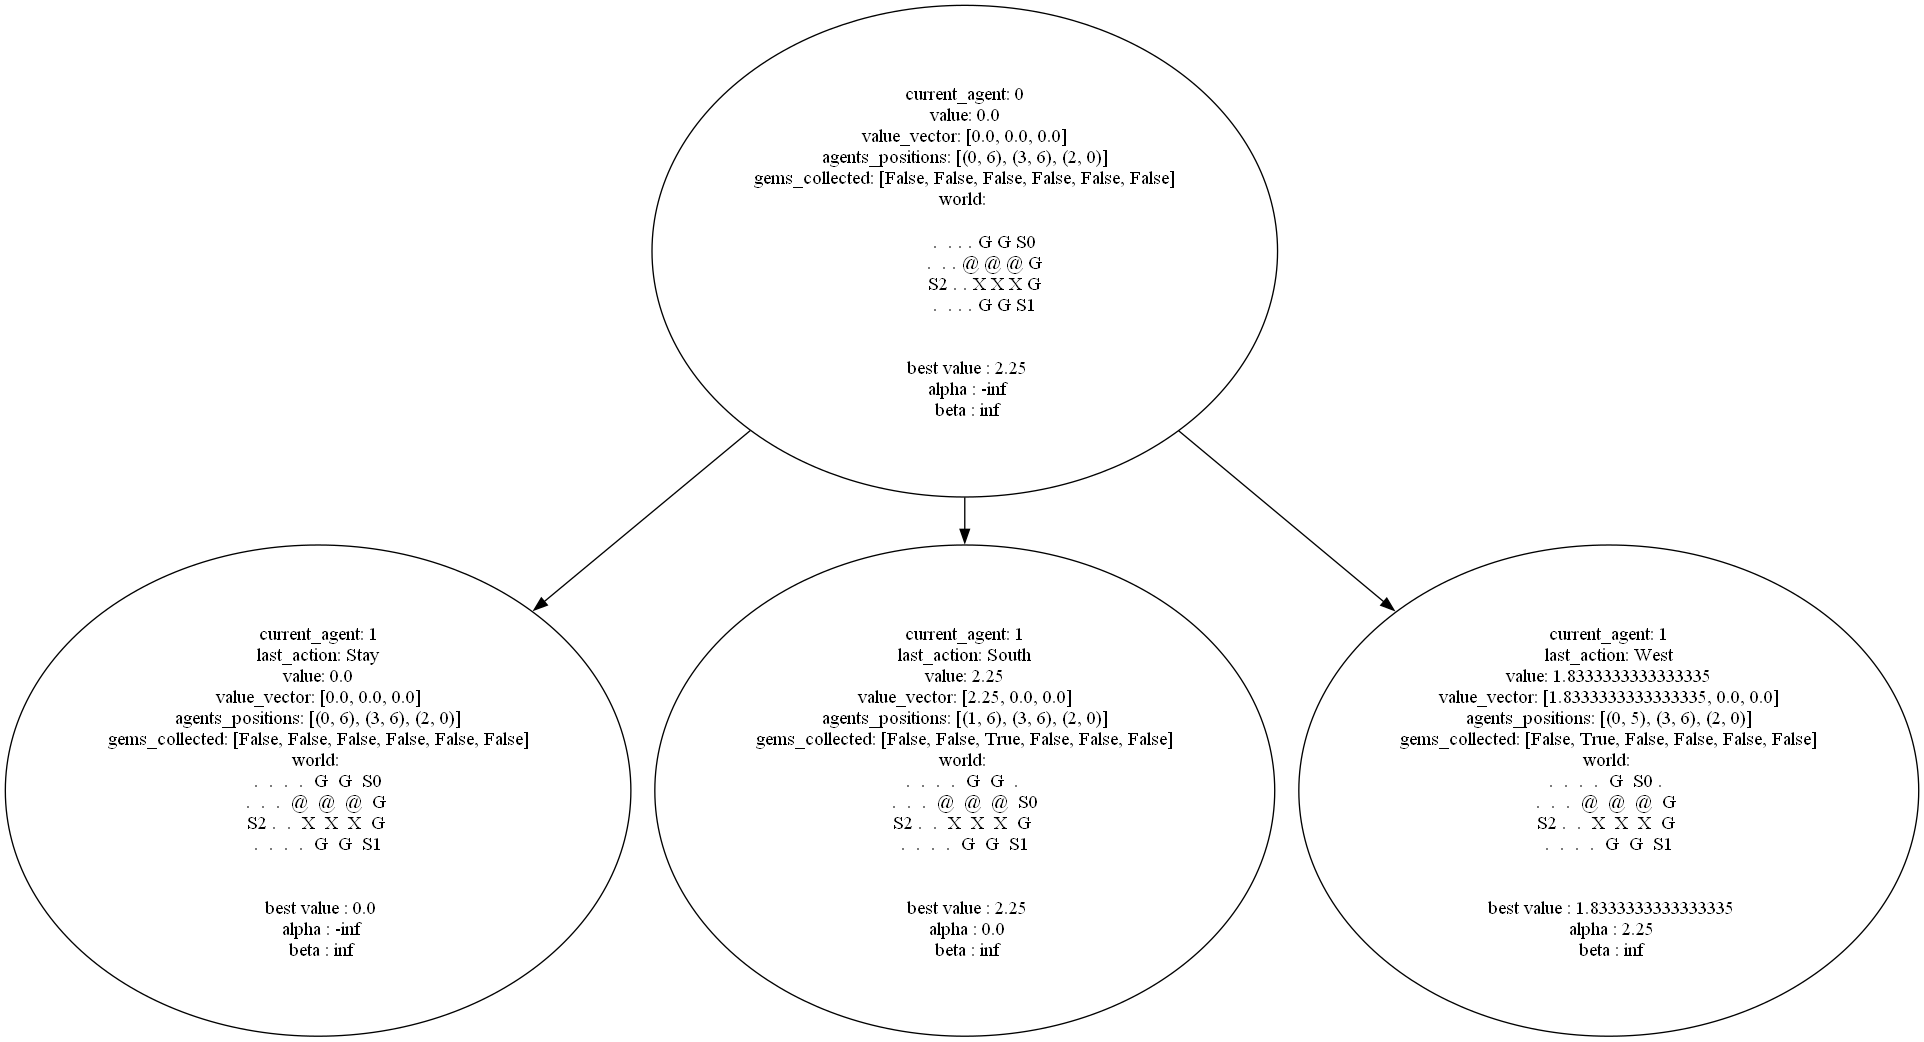 current_agent: 0
value: 0.0
value_vector: [0.0, 0.0, 0.0]
agents_positions: [(0, 6), (3, 6), (2, 0)]
gems_collected: [False, False, False, False, False, False]
world:
. . . . G G S0
. . . @ @ @ G
S2 . . X X X G
. . . . G G S1
best value : 2.25
alpha : -inf
beta : inf
current_agent: 1
last_action: Stay
value: 0.0
value_vector: [0.0, 0.0, 0.0]
agents_positions: [(0, 6), (3, 6), (2, 0)]
gems_collected: [False, False, False, False, False, False]
world:
. . . . G G S0
. . . @ @ @ G
S2 . . X X X G
. . . . G G S1
best value : 0.0
alpha : -inf
beta : inf
current_agent: 1
last_action: South
value: 2.25
value_vector: [2.25, 0.0, 0.0]
agents_positions: [(1, 6), (3, 6), (2, 0)]
gems_collected: [False, False, True, False, False, False]
world:
. . . . G G .
. . . @ @ @ S0
S2 . . X X X G
. . . . G G S1
best value : 2.25
alpha : 0.0
beta : inf
current_agent: 1
last_action: West
value: 1.8333333333333335
value_vector: [1.8333333333333335, 0.0, 0.0]
agents_positions: [(0, 5), (3, 6), (2, 0)]
gems_collected: [False, True, False, False, False, False]
world:
. . . . G S0 .
. . . @ @ @ G
S2 . . X X X G
. . . . G G S1
best value : 1.8333333333333335
alpha : 2.25
beta : inf